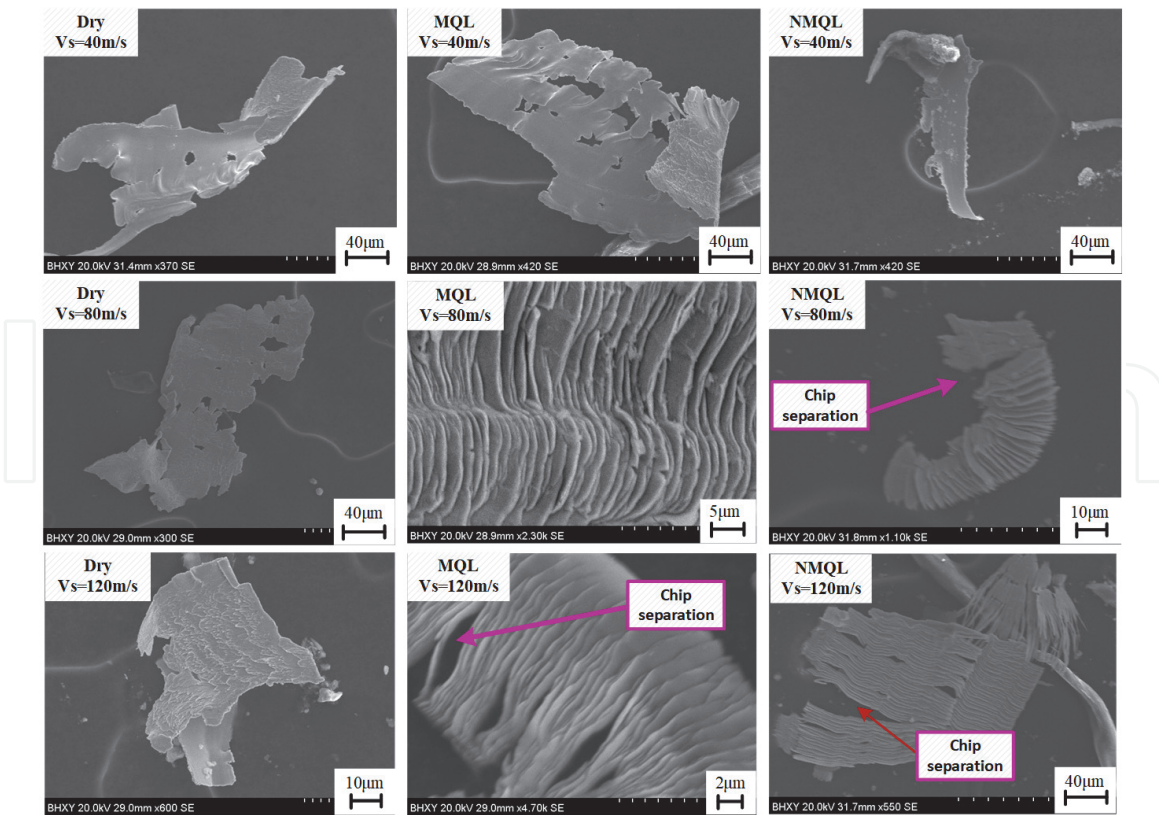 Dry
Vs=40m/s
40μm
BHXY 20.0kV 31.4mm x370 SE
MQL
Vs=40m/s
40μm
BHXY 20.0kV 28.9mm x420 SE
NMQL
Vs=40m/s
40μm
BHXY 20.0kV 31.7mm x420 SE
Dry
Vs=80m/s
40μm
BHXY 20.0kV 29.0mm x300 SE
MQL
Vs=80m/s
5μm
BHXY 20.0kV 28.9mm x2.30k SE
NMQL
Vs=80m/s
Chip
separation
10μm
BHXY 20.0kV 31.8mm x1.10k SE
Dry
Vs=120m/s
10μm
BHXY 20.0kV 29.0mm x600 SE
MQL
Vs=120m/s
Chip
separation
2μm
BHXY 20.0kV 29.0mm x4.70k SE
NMQL
Vs=120m/s
Chip
separation
40μm
BHXY 20.0kV 31.7mm x550 SE